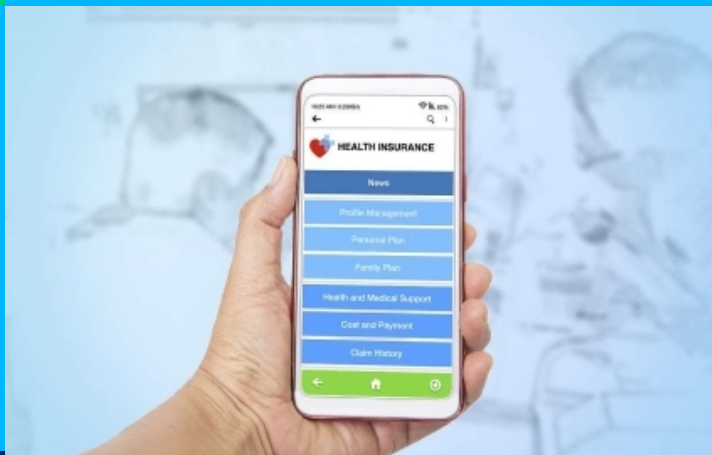 HEALTH INSURANCE
News
Profile Management
Personal Plan
Family Plan
Health and Medical Support
Cost and Payment
Claim History